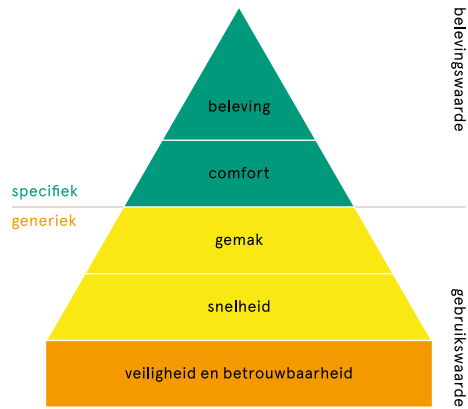 belevingswaarde
beleving
comfort
specifiek
generiek
gemak
snelheid
gebruikswaarde
veiligheid en betrouwbaarheid